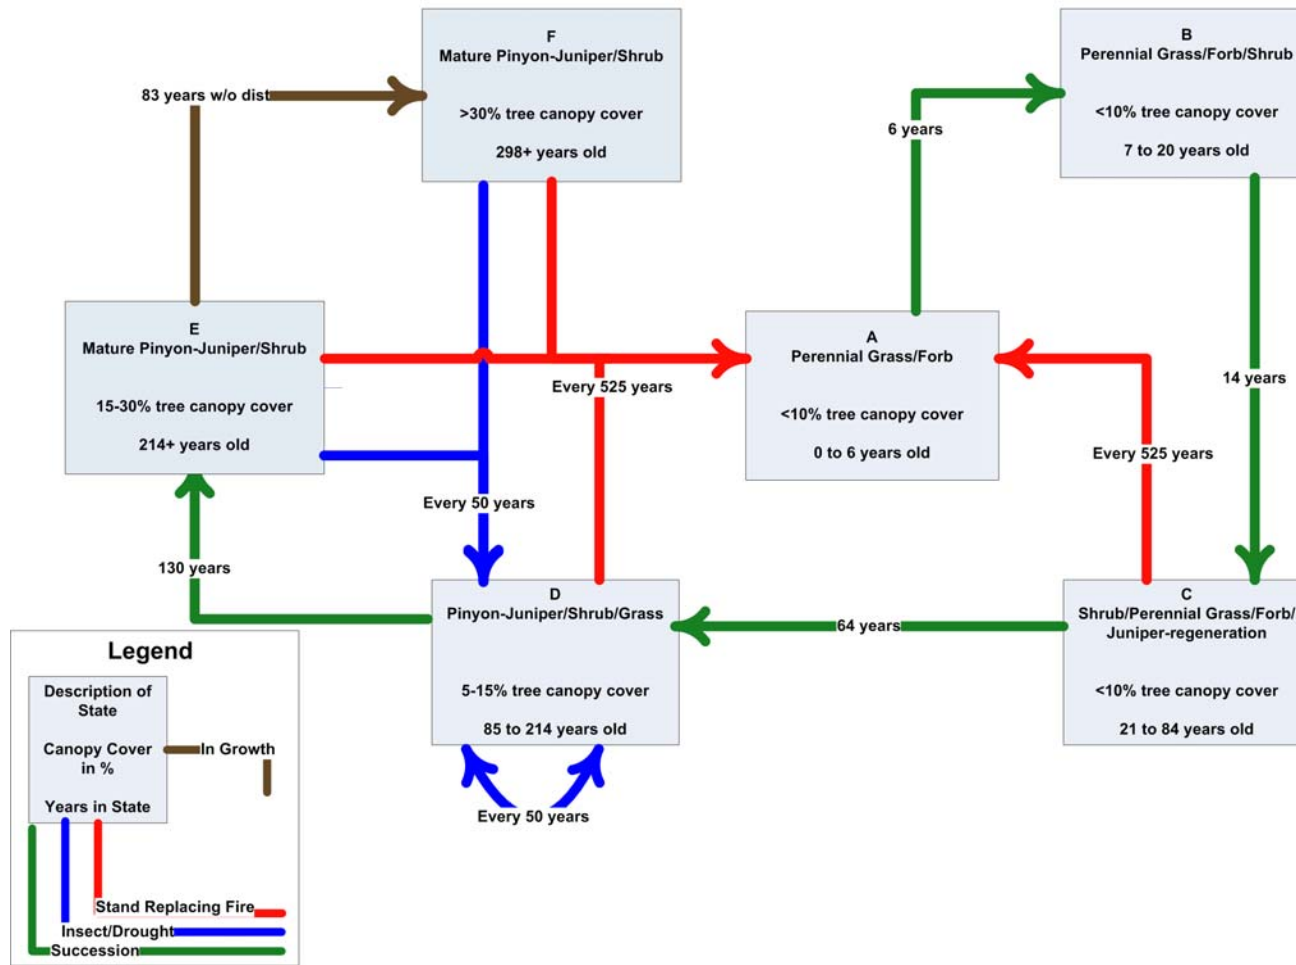 F
Mature Pinyon-Juniper/Shrub
>30% tree canopy cover
298+ years old
B
Perennial Grass/Forb/Shrub
<10% tree canopy cover
7 to 20 years old
83 years w/o dist
6 years
E
Mature Pinyon-Juniper/Shrub
15-30% tree canopy cover
214+ years old
A
Perennial Grass/Forb
<10% tree canopy cover
0 to 6 years old
Every 525 years
14 years
Every 525 years
Every 50 years
130 years
D
Pinyon-Juniper/Shrub/Grass
5-15% tree canopy cover
85 to 214 years old
64 years
C
Shrub/Perennial Grass/Forb/
Juniper-regeneration
<10% tree canopy cover
21 to 84 years old
Every 50 years
Legend
Description of
State
Canopy Cover
in %
Years in State
In Growth
Stand Replacing Fire
Insect/Drought
Succession